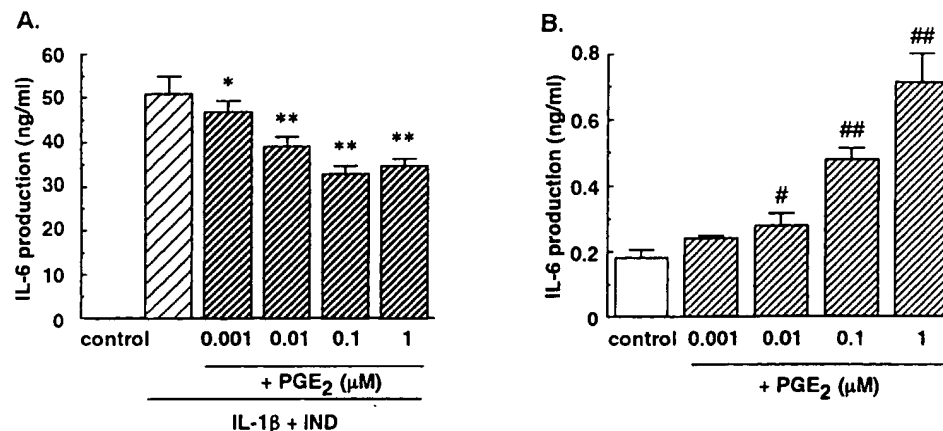 A.
IL-6 production (ng/ml)
60
50
40
30
20
10
0
*
**
**
**
control 0.001 0.01 0.1 1
+ PGE2 (μM)
IL-1β + IND
B.
IL-6 production (ng/ml)
0.8
0.6
0.4
0.2
0
#
##
##
control 0.001 0.01 0.1 1
+ PGE2 (μM)